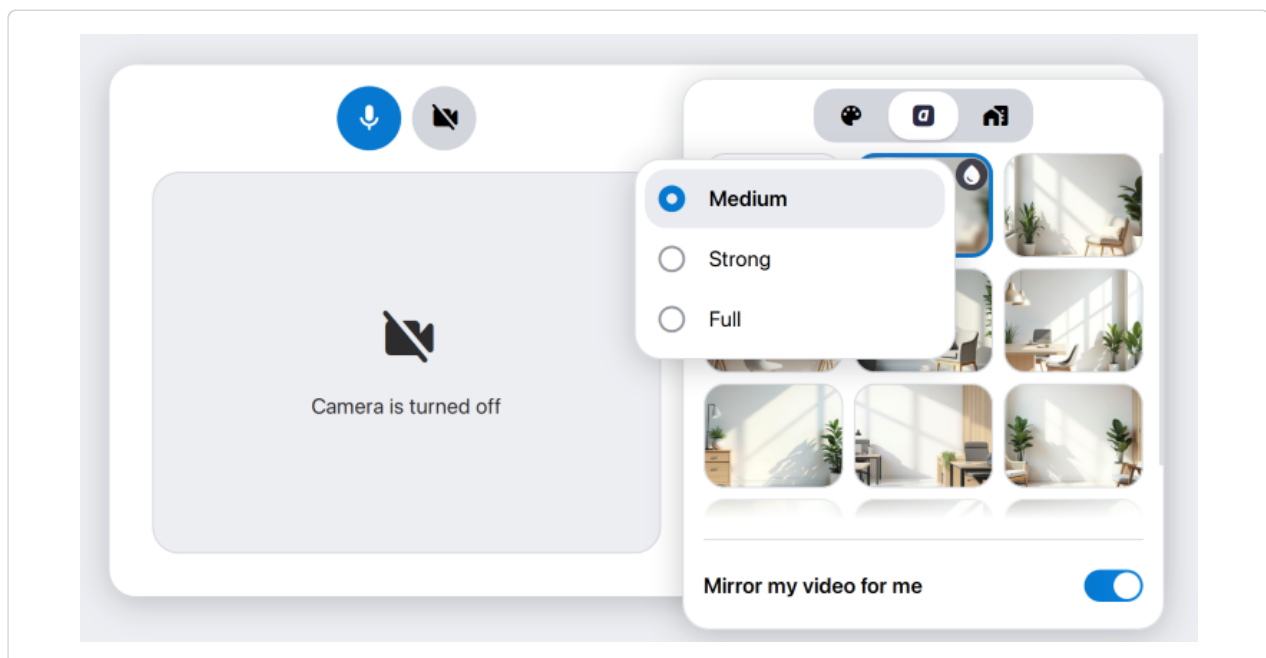 Medium
Strong
Full
Camera is turned off
Mirror my video for me